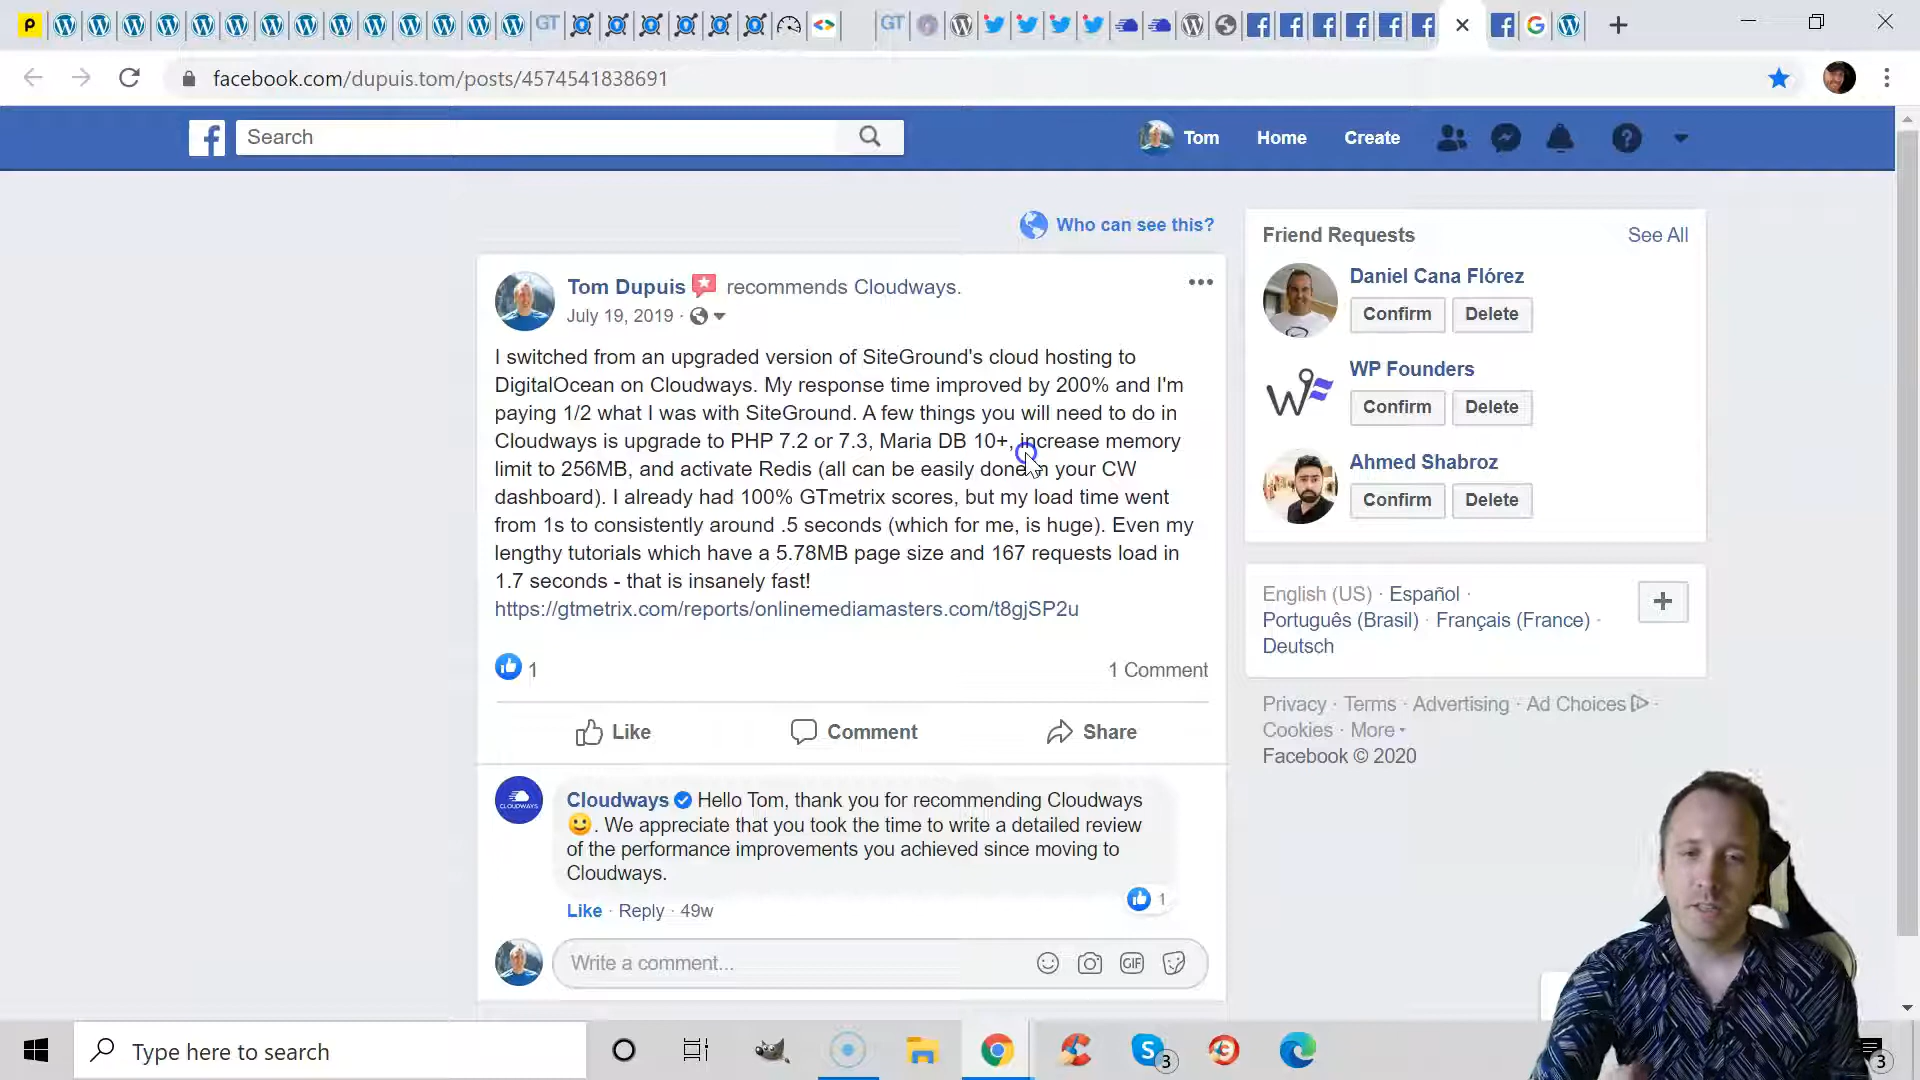 facebook.com/dupuis.tom/posts/4574541838691
Search
Tom
Home
Create
Who can see this?
Tom Dupuis recommends Cloudways.
July 19, 2019 ·
I switched from an upgraded version of SiteGround's cloud hosting to
DigitalOcean on Cloudways. My response time improved by 200% and I'm
paying 1/2 what I was with SiteGround. A few things you will need to do in
Cloudways is upgrade to PHP 7.2 or 7.3, Maria DB 10+, increase memory
limit to 256MB, and activate Redis (all can be easily done in your CW
dashboard). I already had 100% GTmetrix scores, but my load time went
from 1s to consistently around .5 seconds (which for me, is huge). Even my
lengthy tutorials which have a 5.78MB page size and 167 requests load in
1.7 seconds - that is insanely fast!
https://gtmetrix.com/reports/onlinemediamasters.com/t8gjSP2u
1
1 Comment
Like
Comment
Share
CLOUDWAYS
Cloudways Hello Tom, thank you for recommending Cloudways
. We appreciate that you took the time to write a detailed review
of the performance improvements you achieved since moving to
Cloudways.
Like · Reply · 49w
1
Write a comment...
GIF
Friend Requests
See All
Daniel Cana Flórez
Confirm
Delete
WP Founders
Confirm
Delete
Ahmed Shabroz
Confirm
Delete
English (US) · Español ·
Português (Brasil) · Français (France) ·
Deutsch
Privacy · Terms · Advertising · Ad Choices ·
Cookies · More
Facebook © 2020
Type here to search
3
3